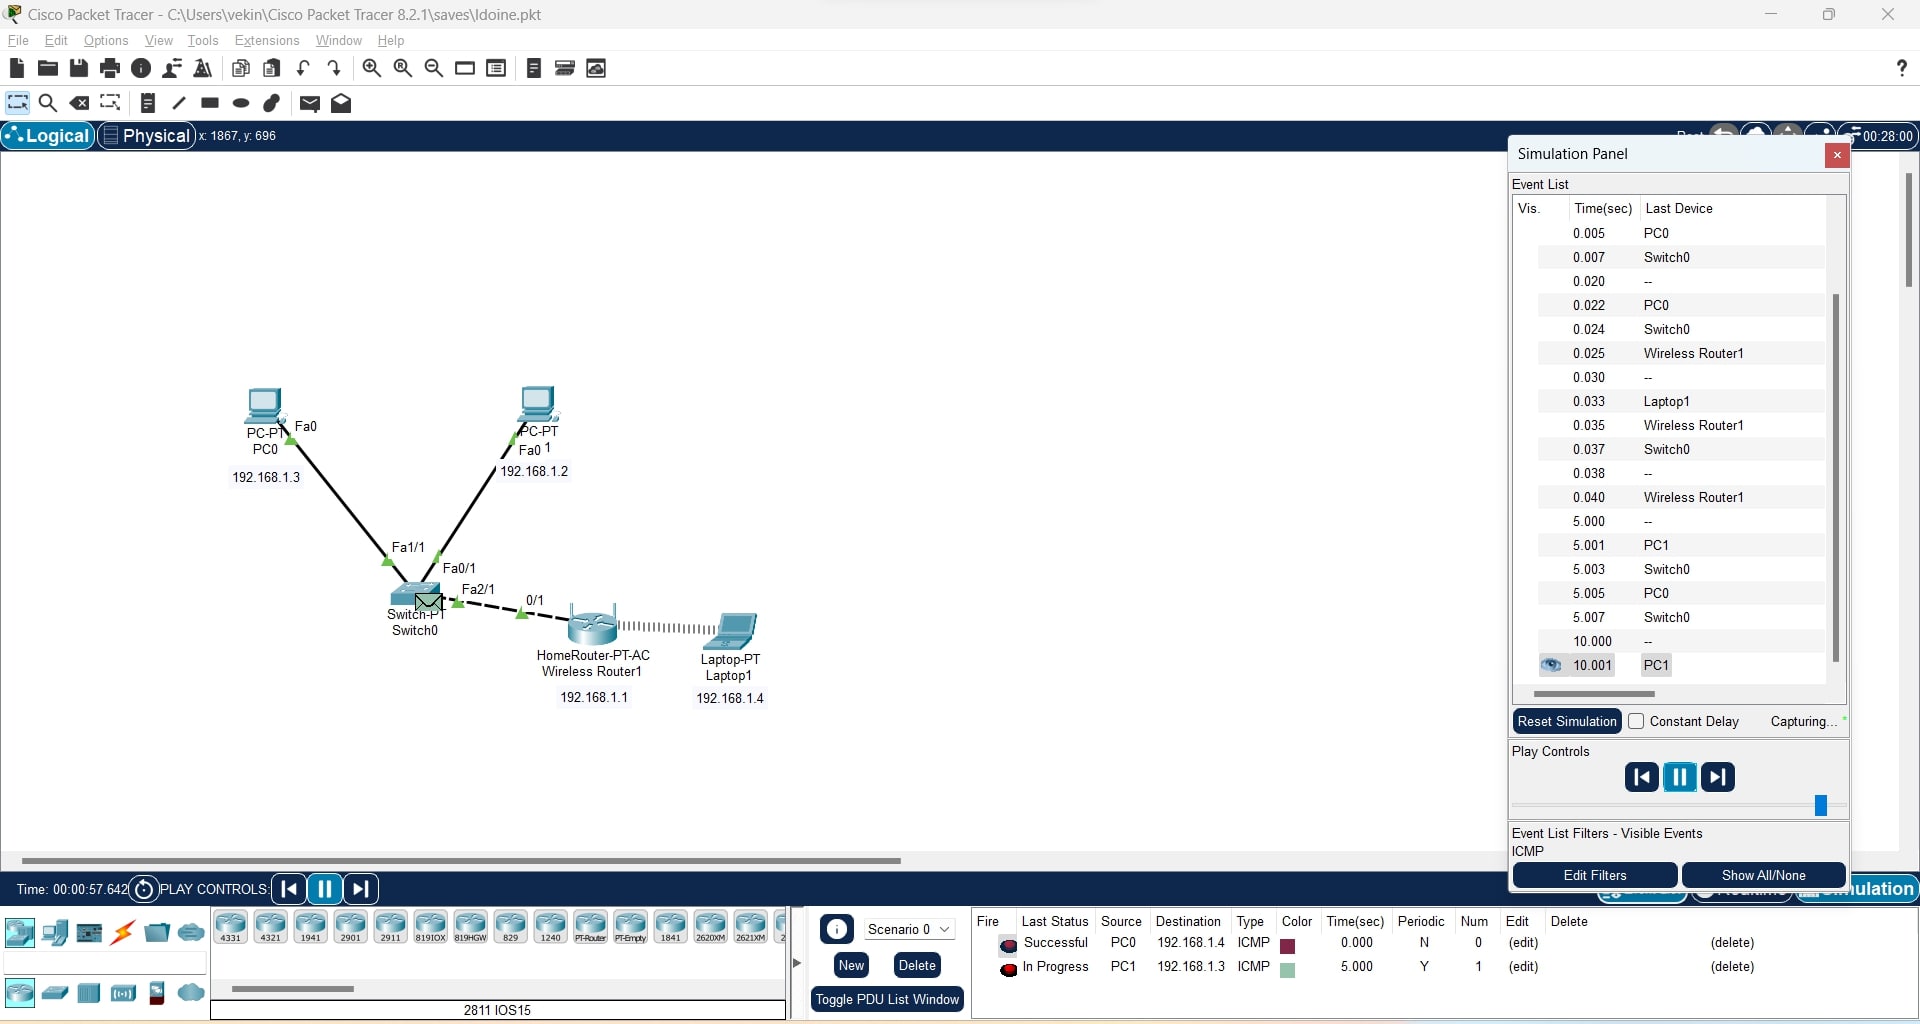 Cisco Packet Tracer - C:\Users\vekin\Cisco Packet Tracer 8.2.1\saves\Idoine.pkt
File Edit Options View Tools Extensions Window Help
?
Logical Physical x: 1867, y: 696
00:28:00
Simulation Panel
Event List
Vis. Time(sec) Last Device
0.005 PC0
0.007 Switch0
0.020 --
0.022 PC0
0.024 Switch0
0.025 Wireless Router1
0.030 --
0.033 Laptop1
0.035 Wireless Router1
0.037 Switch0
0.038 --
0.040 Wireless Router1
5.000 --
5.001 PC1
5.003 Switch0
5.005 PC0
5.007 Switch0
10.000 --
10.001 PC1
Reset Simulation Constant Delay Capturing... *
Play Controls
Event List Filters - Visible Events
ICMP
Edit Filters Show All/None
PC-PT
PC0
Fa0
192.168.1.3
PC-PT
Fa0 1
192.168.1.2
Fa1/1
Fa0/1
Fa2/1
0/1
Switch-PT
Switch0
HomeRouter-PT-AC
Wireless Router1
192.168.1.1
Laptop-PT
Laptop1
192.168.1.4
Time: 00:00:57.642 PLAY CONTROLS:
4331 4321 1941 2901 2911 819IOX 819HGW 829 1240 PT-Router PT-Empty 1841 2620XM 2621XM 2
2811 IOS15
Scenario 0
New Delete
Toggle PDU List Window
Fire Last Status Source Destination Type Color Time(sec) Periodic Num Edit Delete
Successful PC0 192.168.1.4 ICMP 0.000 N 0 (edit) (delete)
In Progress PC1 192.168.1.3 ICMP 5.000 Y 1 (edit) (delete)